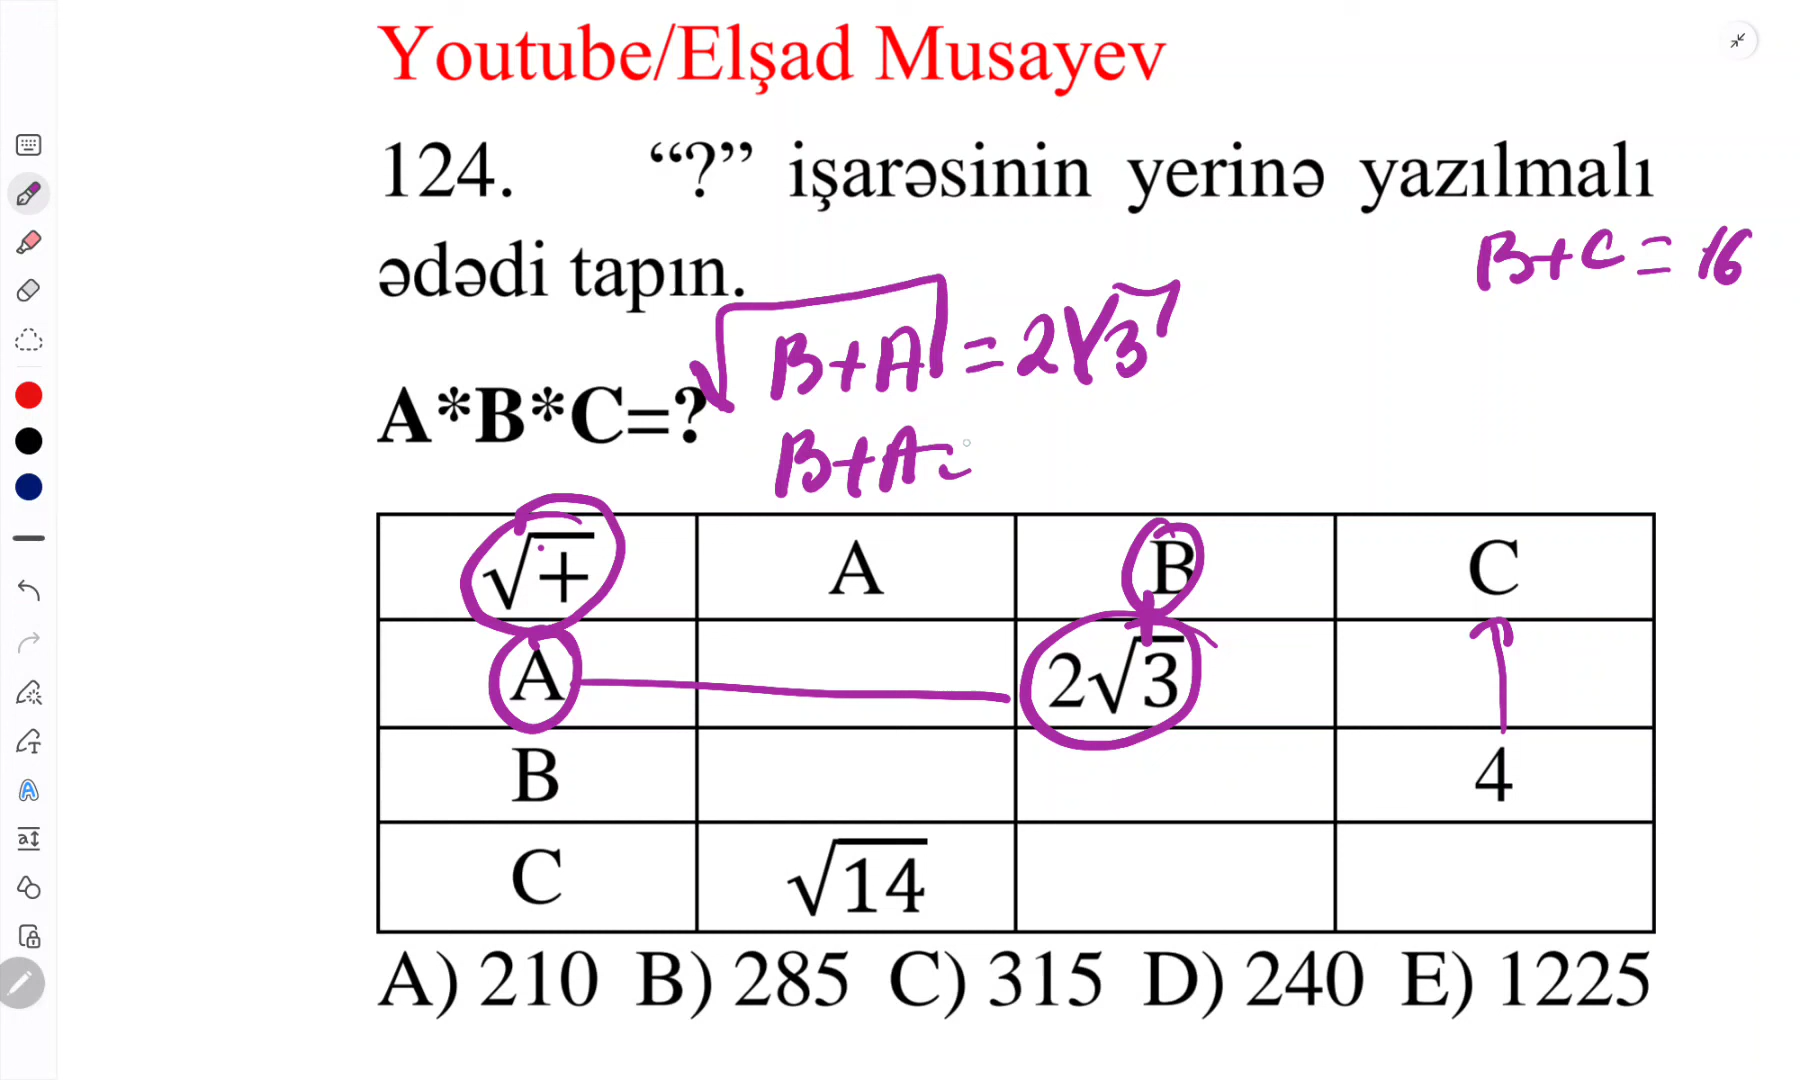 Youtube/Elşad Musayev
124. “?” işarəsinin yerinə yazılmalı
ədədi tapın.
B+C=16
√B+A=2√3
A*B*C=?
B+A=
√+ A B C
A 2√3
B 4
C √14
A) 210 B) 285 C) 315 D) 240 E) 1225